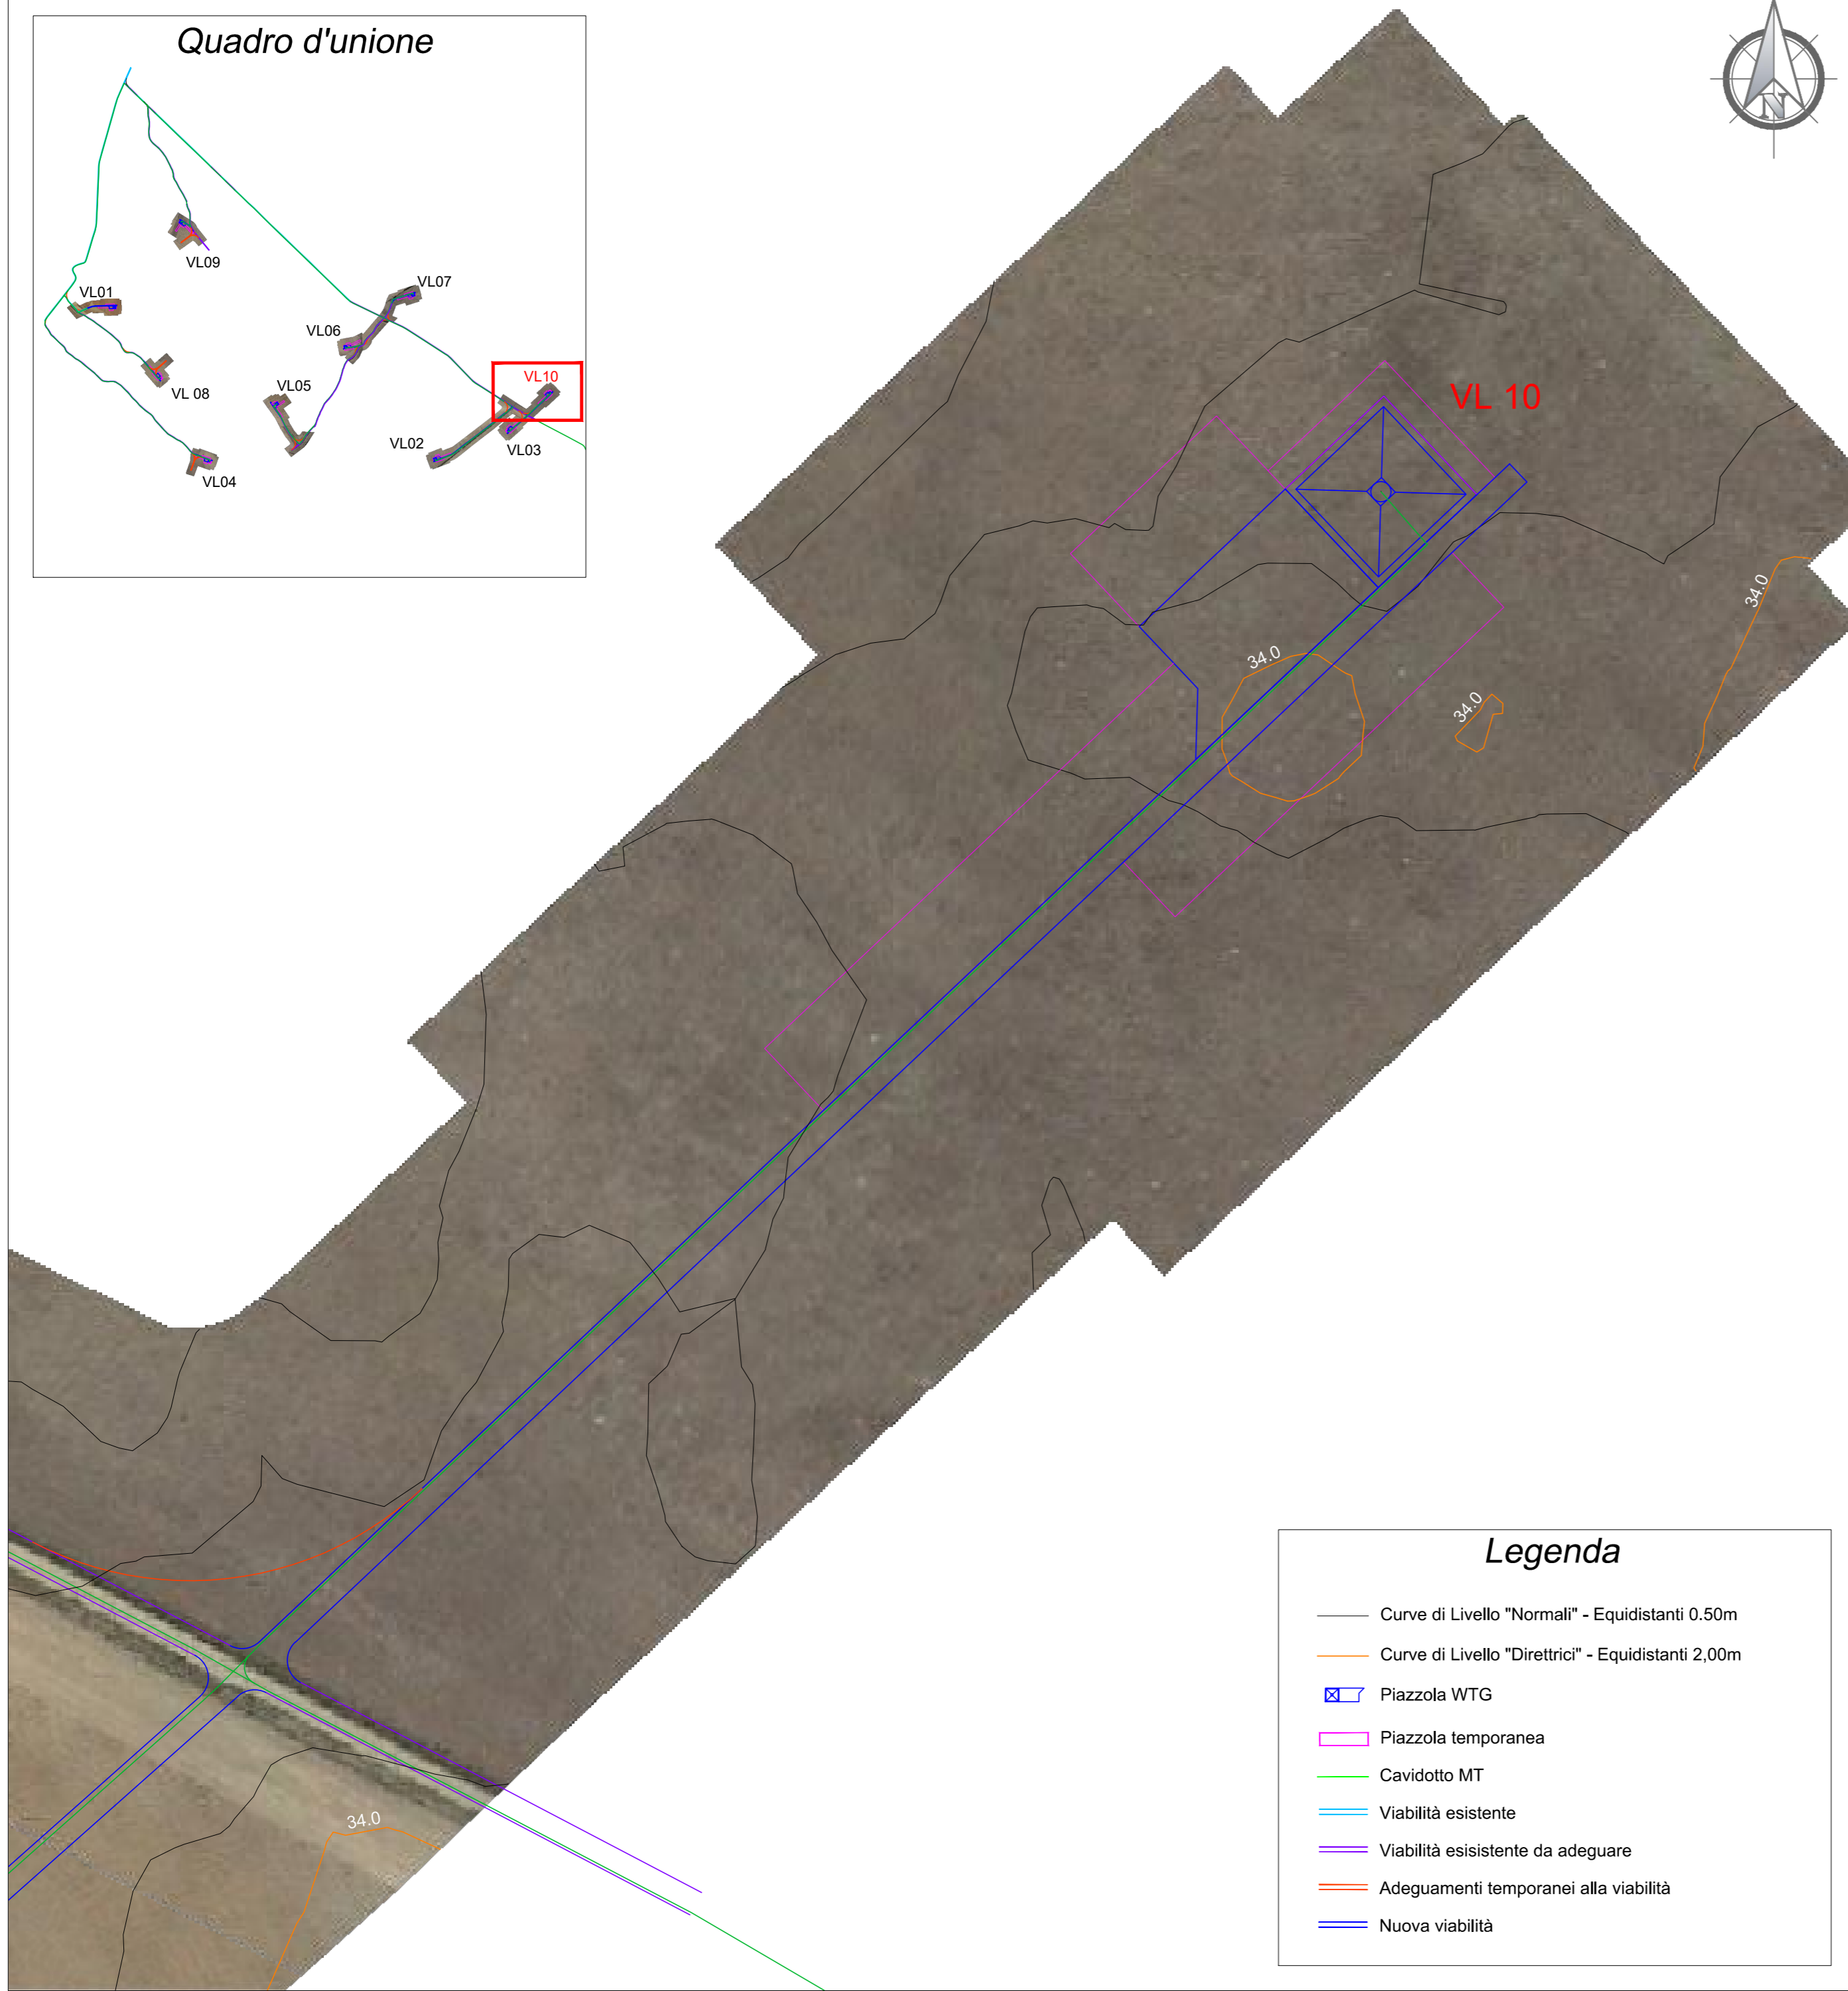 Quadro d'unione
N
VL09
VL01
VL07
VL06
VL10
VL 08
VL05
VL02
VL03
VL04
VL 10
34.0
34.0
34.0
34.0
Legenda
Curve di Livello "Normali" - Equidistanti 0.50m
Curve di Livello "Direttrici" - Equidistanti 2,00m
Piazzola WTG
Piazzola temporanea
Cavidotto MT
Viabilità esistente
Viabilità esisistente da adeguare
Adeguamenti temporanei alla viabilità
Nuova viabilità